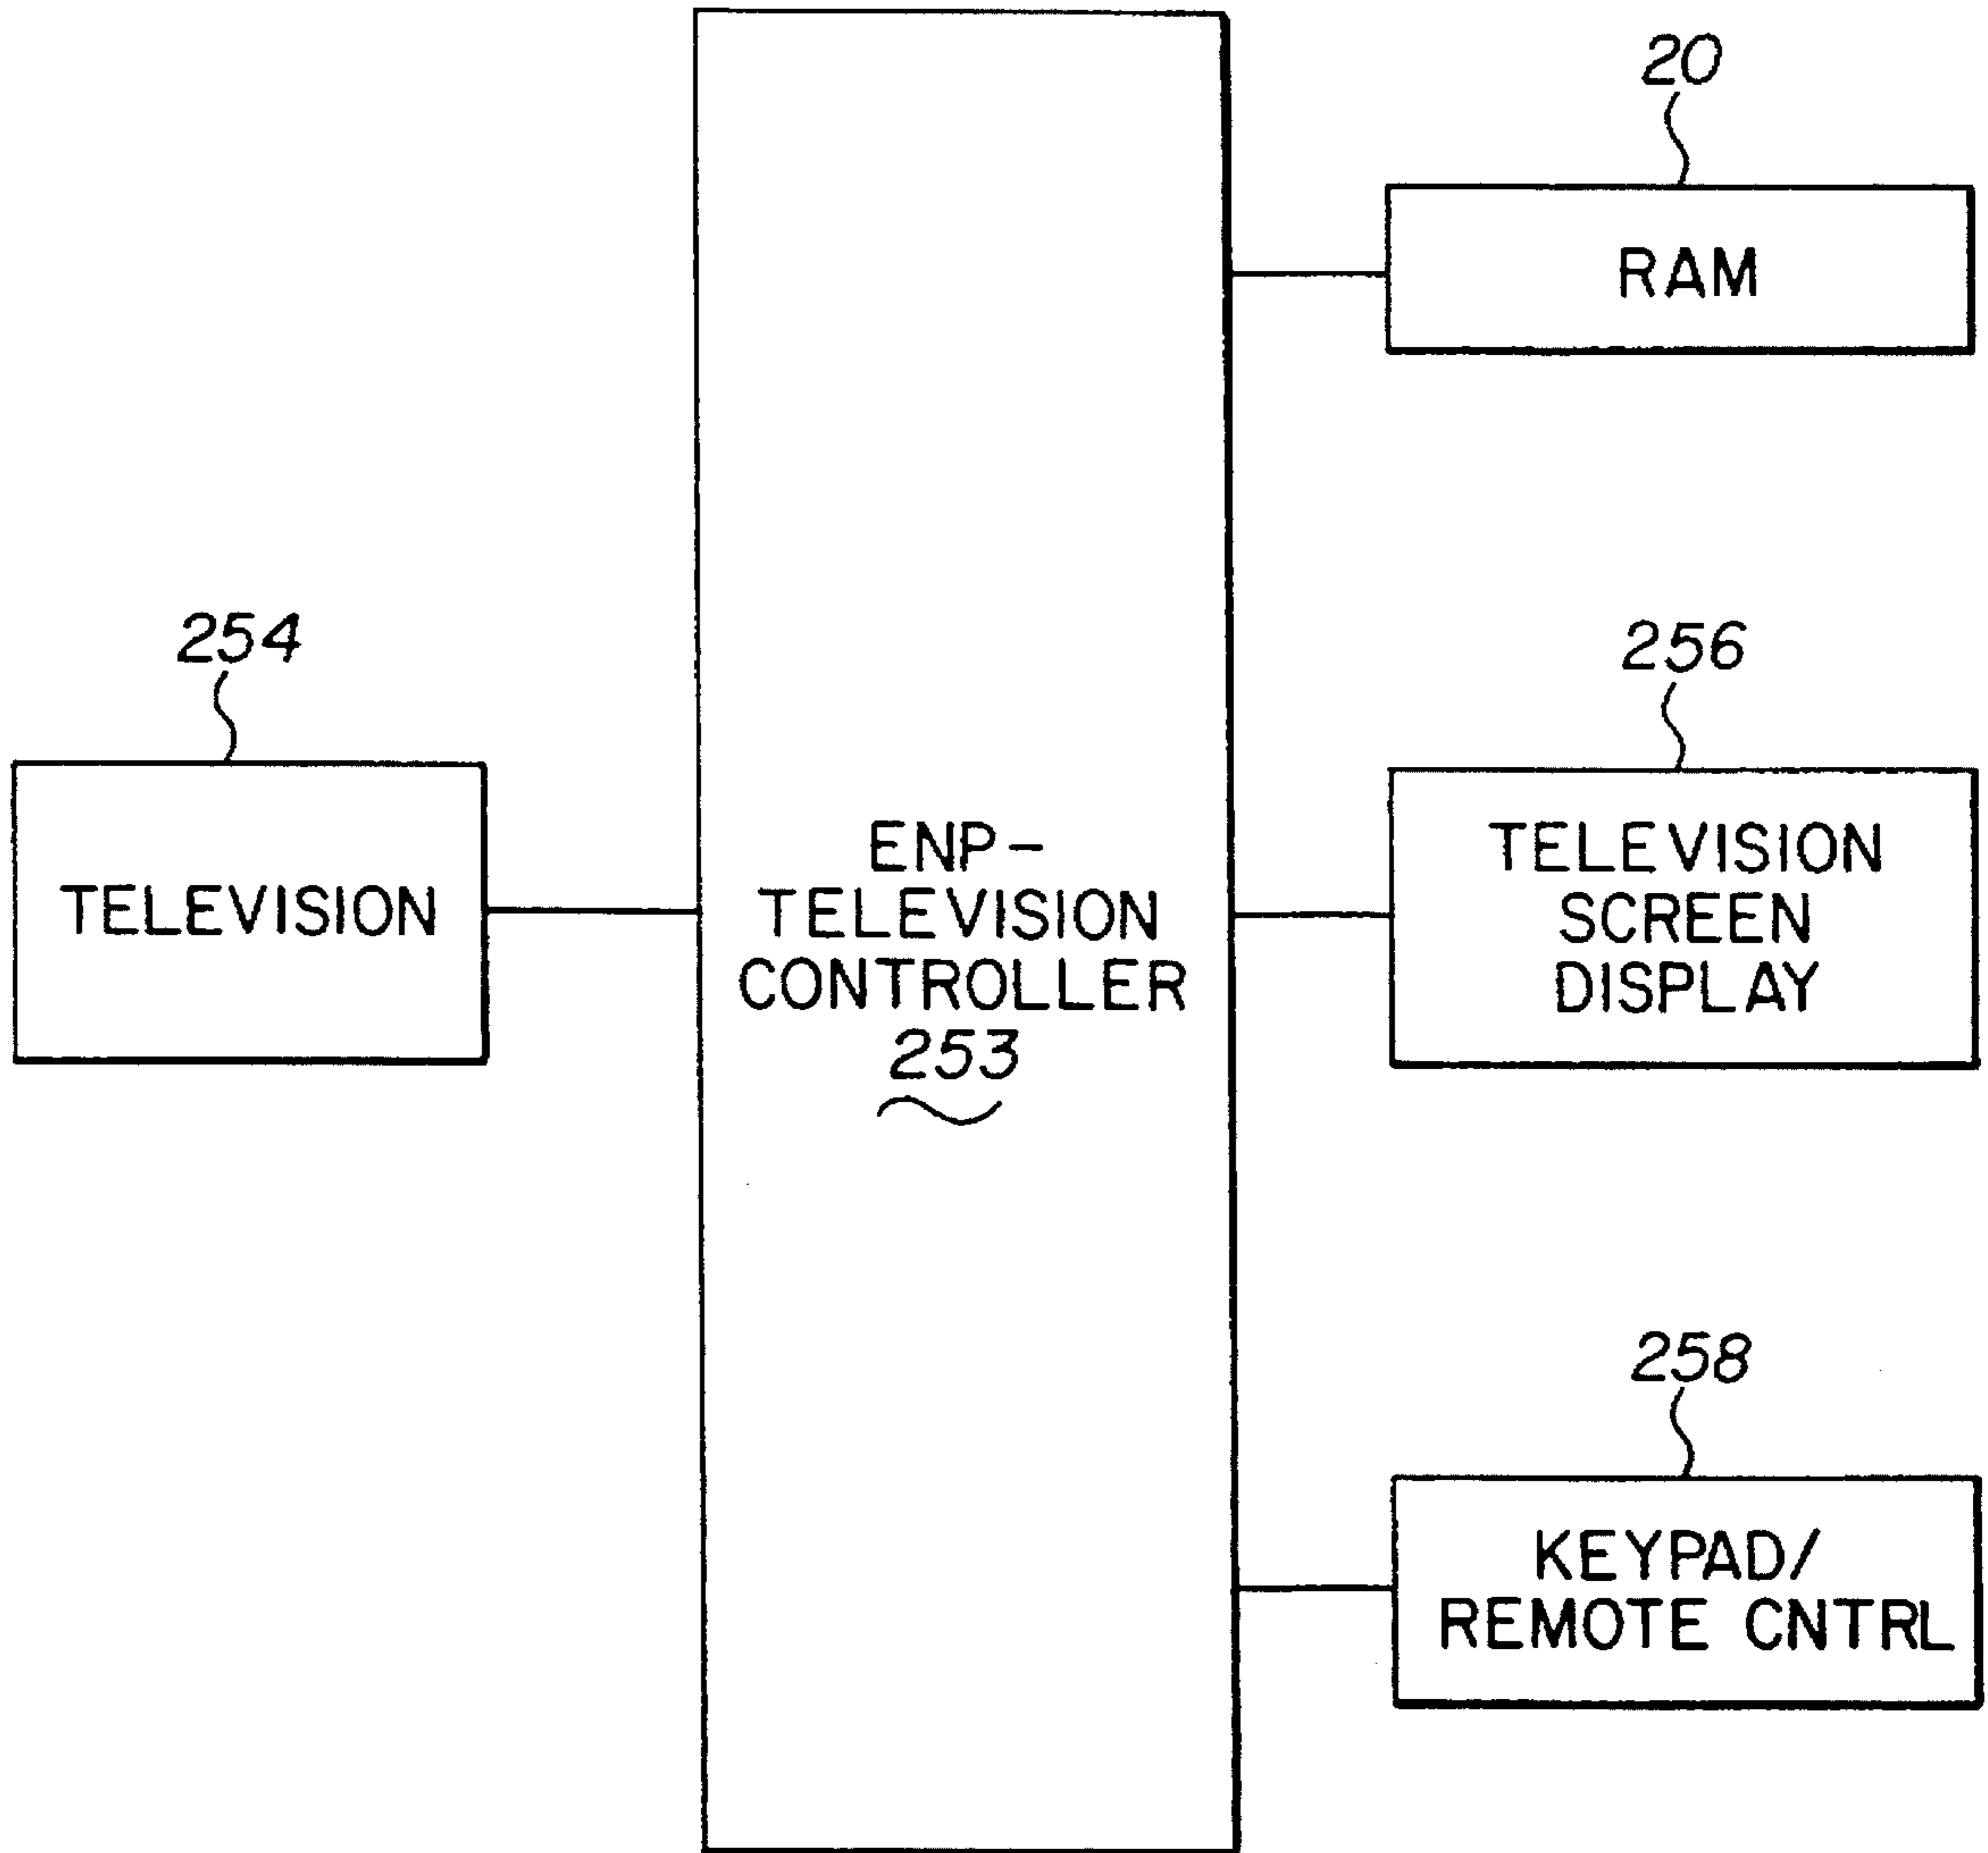 20
RAM
254
TELEVISION
ENP-
TELEVISION
CONTROLLER
253
256
TELEVISION
SCREEN
DISPLAY
258
KEYPAD/
REMOTE CNTRL